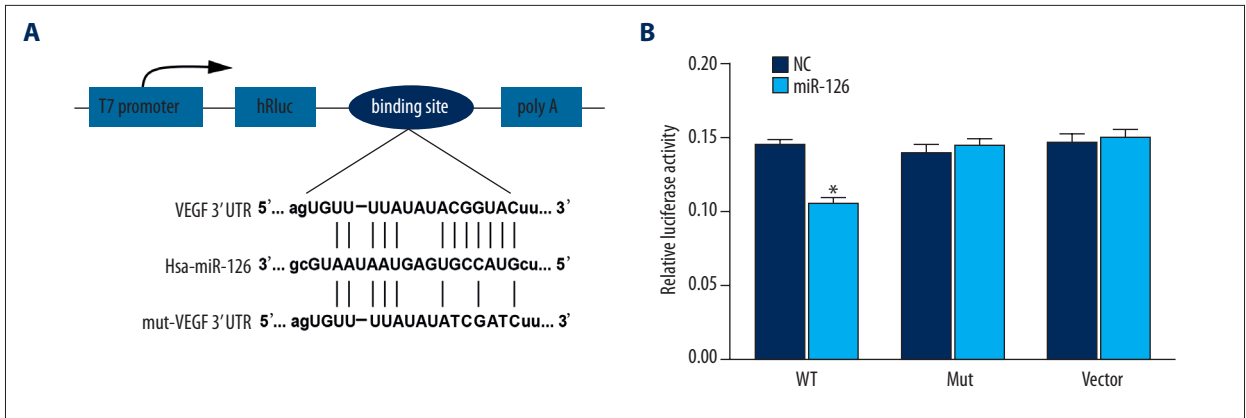 A
T7 promoter hRluc binding site poly A
VEGF 3′ UTR 5′... agUGUU–UUAUAUACGGUACuu... 3′
Hsa-miR-126 3′... gcGUAAUAAUGAGUGCCAUGcu... 5′
mut-VEGF 3′ UTR 5′... agUGUU–UUAUAUATCGATCuu... 3′
B
NC
miR-126
Relative luciferase activity
0.20
0.15
0.10
0.05
0.00
*
WT Mut Vector